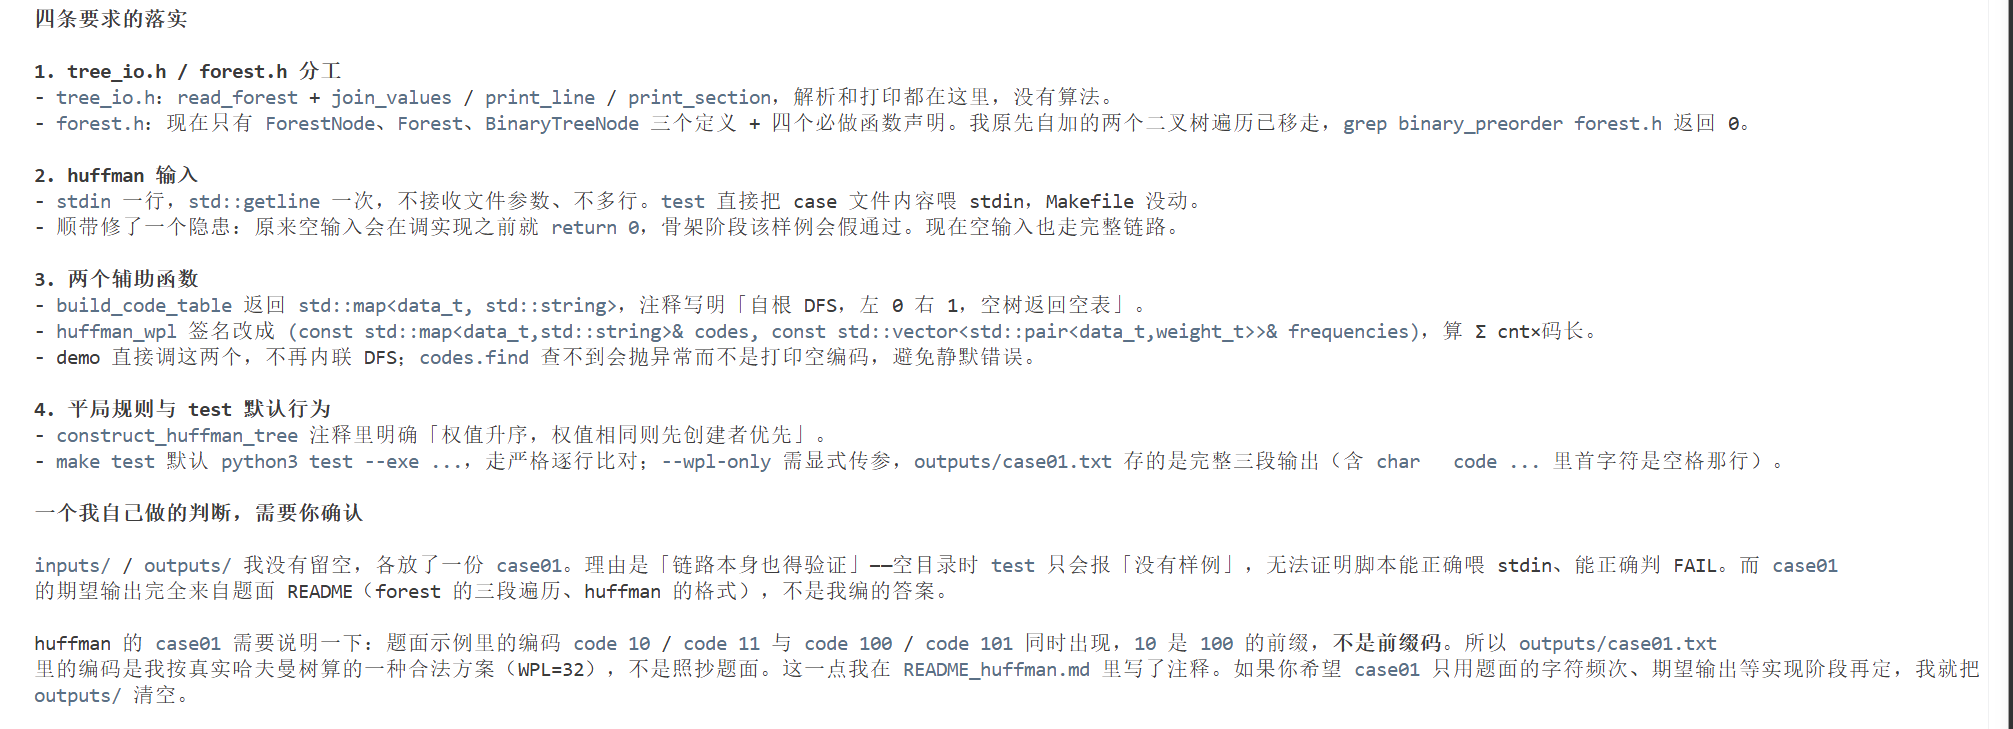 四条要求的落实
1. tree_io.h / forest.h 分工
- tree_io.h：read_forest + join_values / print_line / print_section，解析和打印都在这里，没有算法。
- forest.h：现在只有 ForestNode、Forest、BinaryTreeNode 三个定义 + 四个必做函数声明。我原先自加的两个二叉树遍历已移走，grep binary_preorder forest.h 返回 0。
2. huffman 输入
- stdin 一行，std::getline 一次，不接收文件参数、不多行。test 直接把 case 文件内容喂 stdin，Makefile 没动。
- 顺带修了一个隐患：原来空输入会在调实现之前就 return 0，骨架阶段该样例会假通过。现在空输入也走完整链路。
3. 两个辅助函数
- build_code_table 返回 std::map<data_t, std::string>，注释写明「自根 DFS，左 0 右 1，空树返回空表」。
- huffman_wpl 签名改成 (const std::map<data_t,std::string>& codes, const std::vector<std::pair<data_t,weight_t>>& frequencies)，算 Σ cnt×码长。
- demo 直接调这两个，不再内联 DFS；codes.find 查不到会抛异常而不是打印空编码，避免静默错误。
4. 平局规则与 test 默认行为
- construct_huffman_tree 注释里明确「权值升序，权值相同则先创建者优先」。
- make test 默认 python3 test --exe ...，走严格逐行比对；--wpl-only 需显式传参，outputs/case01.txt 存的是完整三段输出（含 char   code ... 里首字符是空格那行）。
一个我自己做的判断，需要你确认
inputs/ / outputs/ 我没有留空，各放了一份 case01。理由是「链路本身也得验证」——空目录时 test 只会报「没有样例」，无法证明脚本能正确喂 stdin、能正确判 FAIL。而 case01
的期望输出完全来自题面 README（forest 的三段遍历、huffman 的格式），不是我编的答案。
huffman 的 case01 需要说明一下：题面示例里的编码 code 10 / code 11 与 code 100 / code 101 同时出现，10 是 100 的前缀，不是前缀码。所以 outputs/case01.txt
里的编码是我按真实哈夫曼树算的一种合法方案（WPL=32），不是照抄题面。这一点我在 README_huffman.md 里写了注释。如果你希望 case01 只用题面的字符频次、期望输出等实现阶段再定，我就把
outputs/ 清空。